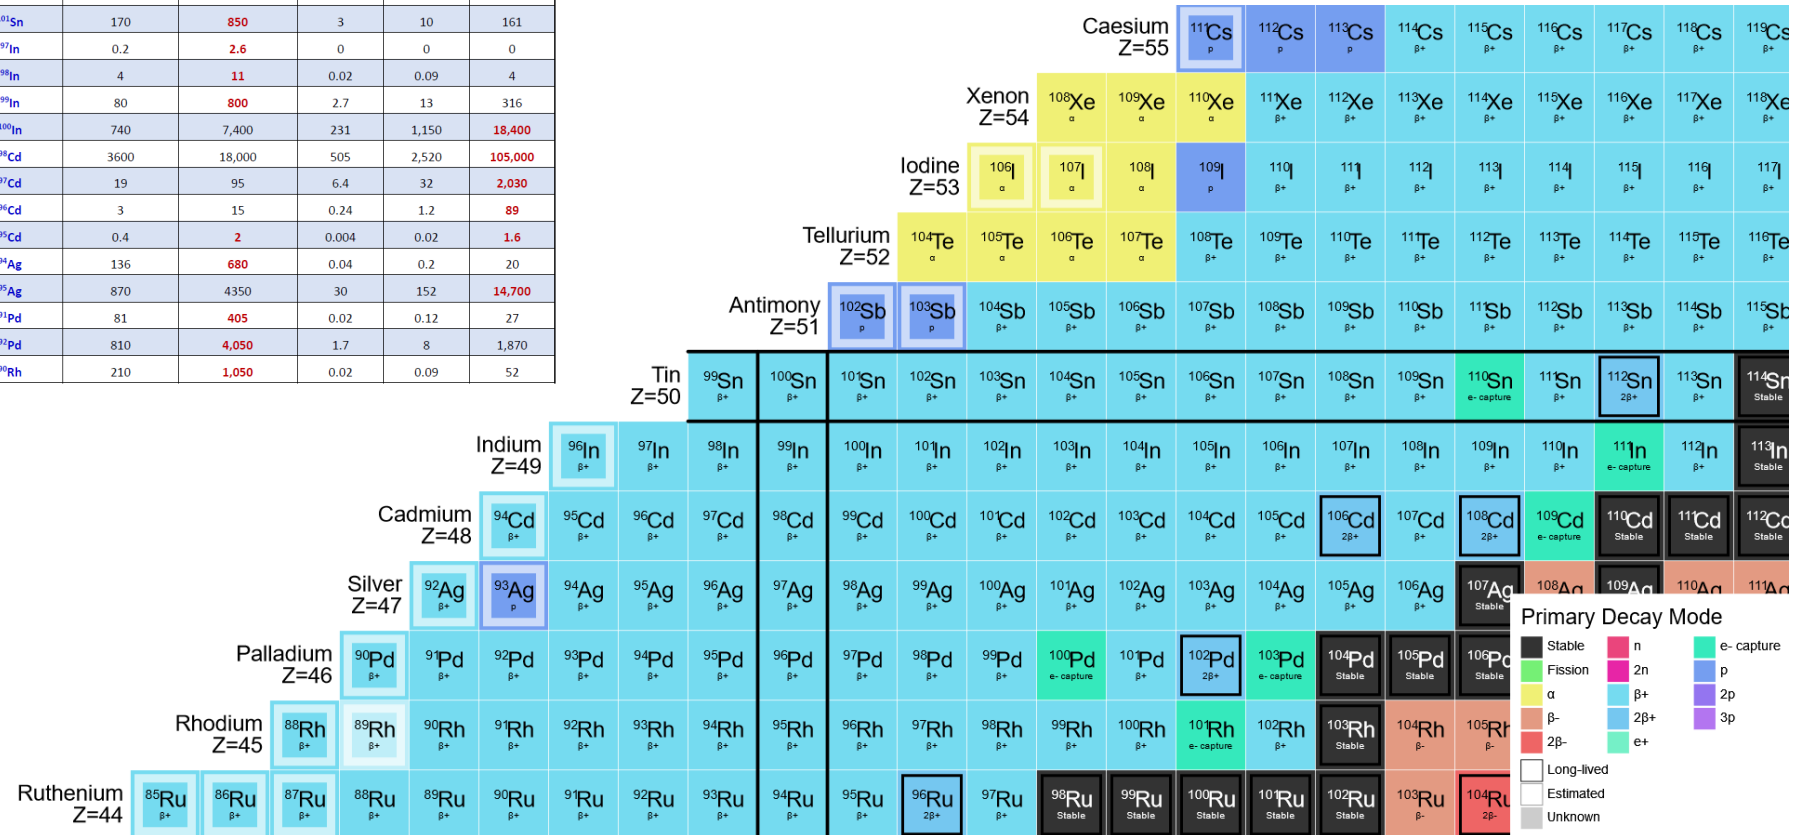 ¹⁰¹Sn 170 850 3 10 161
⁹⁷In 0.2 2.6 0 0 0
⁹⁸In 4 11 0.02 0.09 4
⁹⁹In 80 800 2.7 13 316
¹⁰⁰In 740 7,400 231 1,150 18,400
⁹⁸Cd 3600 18,000 505 2,520 105,000
⁹⁷Cd 19 95 6.4 32 2,030
⁹⁶Cd 3 15 0.24 1.2 89
⁹⁵Cd 0.4 2 0.004 0.02 1.6
⁹⁴Ag 136 680 0.04 0.2 20
⁹⁵Ag 870 4350 30 152 14,700
⁹¹Pd 81 405 0.02 0.12 27
⁹²Pd 810 4,050 1.7 8 1,870
⁹⁰Rh 210 1,050 0.02 0.09 52
Caesium
Z=55
¹¹¹Cs ¹¹²Cs ¹¹³Cs ¹¹⁴Cs ¹¹⁵Cs ¹¹⁶Cs ¹¹⁷Cs ¹¹⁸Cs ¹¹⁹Cs
p p p β+ β+ β+ β+ β+ β+
Xenon
Z=54
¹⁰⁸Xe ¹⁰⁹Xe ¹¹⁰Xe ¹¹¹Xe ¹¹²Xe ¹¹³Xe ¹¹⁴Xe ¹¹⁵Xe ¹¹⁶Xe ¹¹⁷Xe ¹¹⁸Xe
α α α β+ β+ β+ β+ β+ β+ β+ β+
Iodine
Z=53
¹⁰⁶I ¹⁰⁷I ¹⁰⁸I ¹⁰⁹I ¹¹⁰I ¹¹¹I ¹¹²I ¹¹³I ¹¹⁴I ¹¹⁵I ¹¹⁶I ¹¹⁷I
α α α p β+ β+ β+ β+ β+ β+ β+ β+
Tellurium
Z=52
¹⁰⁴Te ¹⁰⁵Te ¹⁰⁶Te ¹⁰⁷Te ¹⁰⁸Te ¹⁰⁹Te ¹¹⁰Te ¹¹¹Te ¹¹²Te ¹¹³Te ¹¹⁴Te ¹¹⁵Te ¹¹⁶Te
α α α α β+ β+ β+ β+ β+ β+ β+ β+ β+
Antimony
Z=51
¹⁰²Sb ¹⁰³Sb ¹⁰⁴Sb ¹⁰⁵Sb ¹⁰⁶Sb ¹⁰⁷Sb ¹⁰⁸Sb ¹⁰⁹Sb ¹¹⁰Sb ¹¹¹Sb ¹¹²Sb ¹¹³Sb ¹¹⁴Sb ¹¹⁵Sb
p p β+ β+ β+ β+ β+ β+ β+ β+ β+ β+ β+ β+
Tin
Z=50
⁹⁹Sn ¹⁰⁰Sn ¹⁰¹Sn ¹⁰²Sn ¹⁰³Sn ¹⁰⁴Sn ¹⁰⁵Sn ¹⁰⁶Sn ¹⁰⁷Sn ¹⁰⁸Sn ¹⁰⁹Sn ¹¹⁰Sn ¹¹¹Sn ¹¹²Sn ¹¹³Sn ¹¹⁴Sn
β+ β+ β+ β+ β+ β+ β+ β+ β+ β+ β+ e- capture β+ 2β+ β+ Stable
Indium
Z=49
⁹⁶In ⁹⁷In ⁹⁸In ⁹⁹In ¹⁰⁰In ¹⁰¹In ¹⁰²In ¹⁰³In ¹⁰⁴In ¹⁰⁵In ¹⁰⁶In ¹⁰⁷In ¹⁰⁸In ¹⁰⁹In ¹¹⁰In ¹¹¹In ¹¹²In ¹¹³In
β+ β+ β+ β+ β+ β+ β+ β+ β+ β+ β+ β+ β+ β+ β+ e- capture β+ Stable
Cadmium
Z=48
⁹⁴Cd ⁹⁵Cd ⁹⁶Cd ⁹⁷Cd ⁹⁸Cd ⁹⁹Cd ¹⁰⁰Cd ¹⁰¹Cd ¹⁰²Cd ¹⁰³Cd ¹⁰⁴Cd ¹⁰⁵Cd ¹⁰⁶Cd ¹⁰⁷Cd ¹⁰⁸Cd ¹⁰⁹Cd ¹¹⁰Cd ¹¹¹Cd ¹¹²Cd
β+ β+ β+ β+ β+ β+ β+ β+ β+ β+ β+ β+ 2β+ β+ 2β+ e- capture Stable Stable Stable
Silver
Z=47
⁹²Ag ⁹³Ag ⁹⁴Ag ⁹⁵Ag ⁹⁶Ag ⁹⁷Ag ⁹⁸Ag ⁹⁹Ag ¹⁰⁰Ag ¹⁰¹Ag ¹⁰²Ag ¹⁰³Ag ¹⁰⁴Ag ¹⁰⁵Ag ¹⁰⁶Ag ¹⁰⁷Ag ¹⁰⁸Ag ¹⁰⁹Ag ¹¹⁰Ag ¹¹¹Ag
β+ p β+ β+ β+ β+ β+ β+ β+ β+ β+ β+ β+ β+ β+ Stable
Palladium
Z=46
⁹⁰Pd ⁹¹Pd ⁹²Pd ⁹³Pd ⁹⁴Pd ⁹⁵Pd ⁹⁶Pd ⁹⁷Pd ⁹⁸Pd ⁹⁹Pd ¹⁰⁰Pd ¹⁰¹Pd ¹⁰²Pd ¹⁰³Pd ¹⁰⁴Pd ¹⁰⁵Pd ¹⁰⁶Pd
β+ β+ β+ β+ β+ β+ β+ β+ β+ β+ e- capture β+ 2β+ e- capture Stable Stable Stable
Rhodium
Z=45
⁸⁸Rh ⁸⁹Rh ⁹⁰Rh ⁹¹Rh ⁹²Rh ⁹³Rh ⁹⁴Rh ⁹⁵Rh ⁹⁶Rh ⁹⁷Rh ⁹⁸Rh ⁹⁹Rh ¹⁰⁰Rh ¹⁰¹Rh ¹⁰²Rh ¹⁰³Rh ¹⁰⁴Rh ¹⁰⁵Rh
β+ β+ β+ β+ β+ β+ β+ β+ β+ β+ β+ β+ β+ e- capture β+ Stable β- β-
Ruthenium
Z=44
⁸⁵Ru ⁸⁶Ru ⁸⁷Ru ⁸⁸Ru ⁸⁹Ru ⁹⁰Ru ⁹¹Ru ⁹²Ru ⁹³Ru ⁹⁴Ru ⁹⁵Ru ⁹⁶Ru ⁹⁷Ru ⁹⁸Ru ⁹⁹Ru ¹⁰⁰Ru ¹⁰¹Ru ¹⁰²Ru ¹⁰³Ru ¹⁰⁴Ru
β+ β+ β+ β+ β+ β+ β+ β+ β+ β+ β+ 2β+ β+ Stable Stable Stable Stable Stable β- 2β-
Primary Decay Mode
Stable n e- capture
Fission 2n p
α β+ 2p
β- 2β+ 3p
2β- e+
Long-lived
Estimated
Unknown